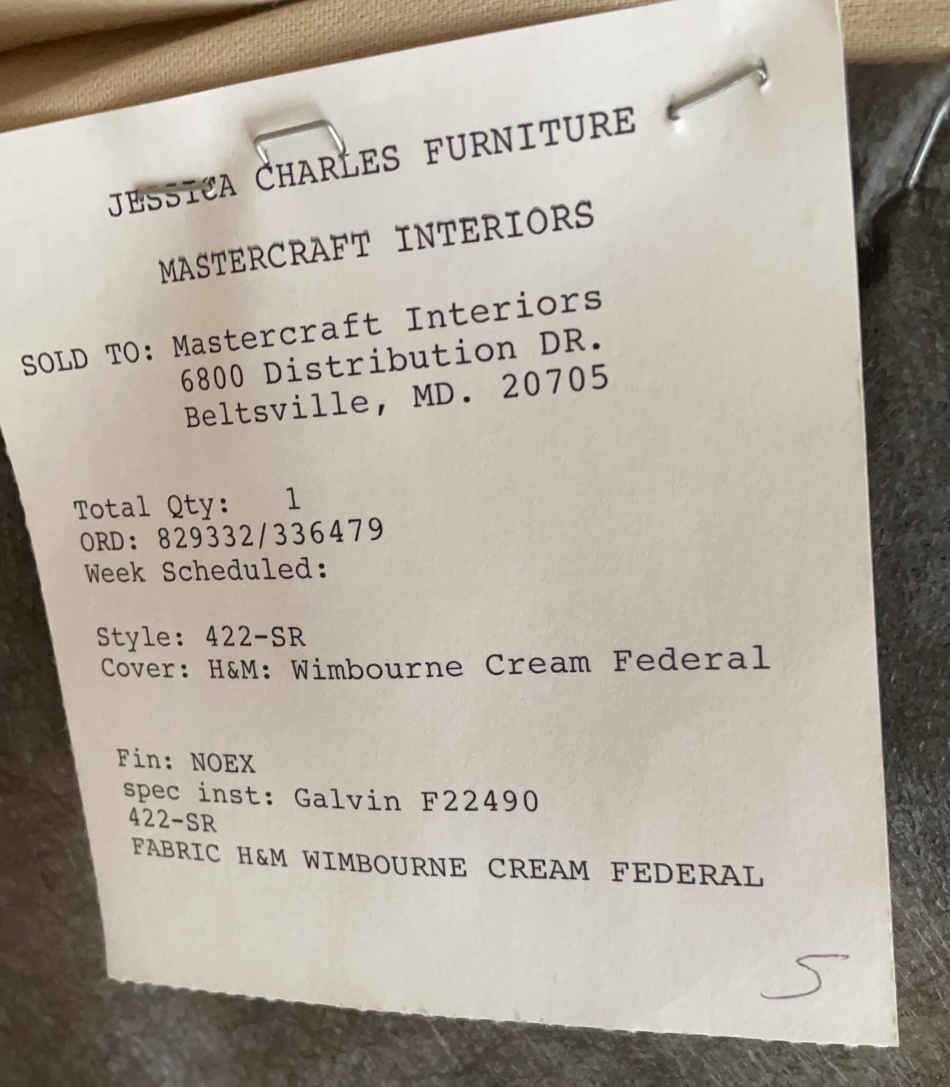 JESSICA CHARLES FURNITURE
MASTERCRAFT INTERIORS
SOLD TO: Mastercraft Interiors
6800 Distribution DR.
Beltsville, MD. 20705
Total Qty: 1
ORD: 829332/336479
Week Scheduled:
Style: 422-SR
Cover: H&M: Wimbourne Cream Federal
Fin: NOEX
spec inst: Galvin F22490
422-SR
FABRIC H&M WIMBOURNE CREAM FEDERAL
5